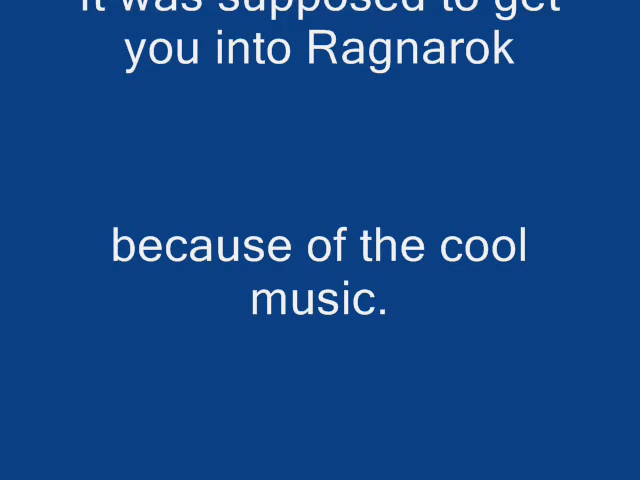 it was supposed to get
you into Ragnarok
because of the cool
music.